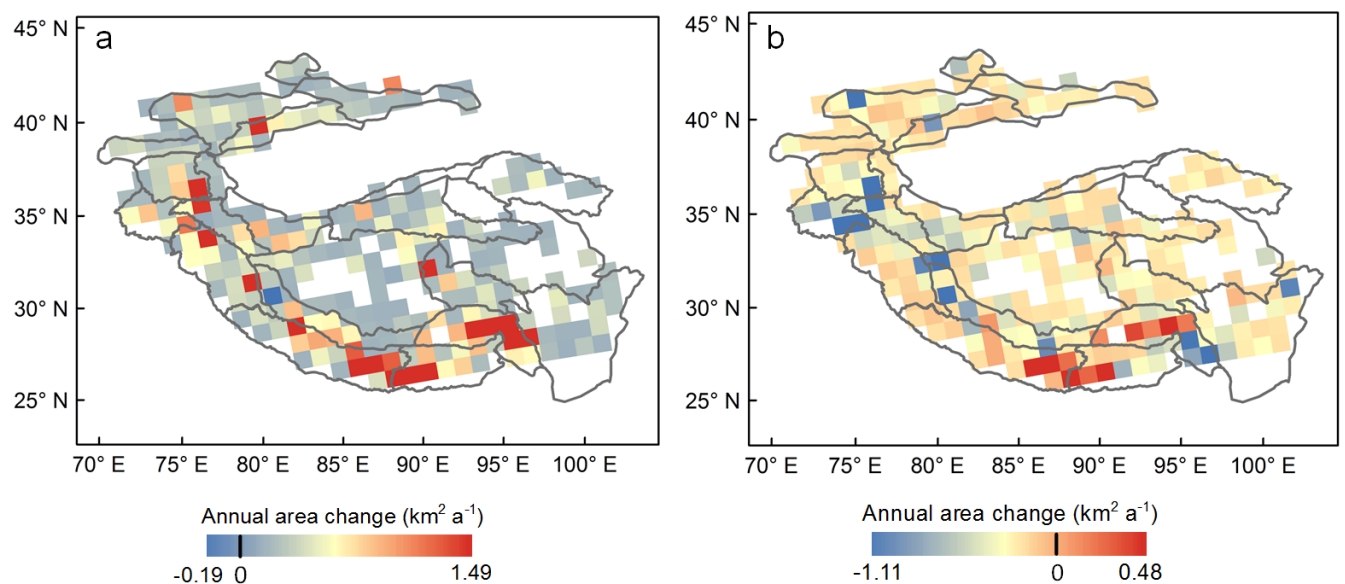 a
45° N
40° N
35° N
30° N
25° N
70° E 75° E 80° E 85° E 90° E 95° E 100° E
Annual area change (km² a⁻¹)
-0.19 0 1.49
b
45° N
40° N
35° N
30° N
25° N
70° E 75° E 80° E 85° E 90° E 95° E 100° E
Annual area change (km² a⁻¹)
-1.11 0 0.48